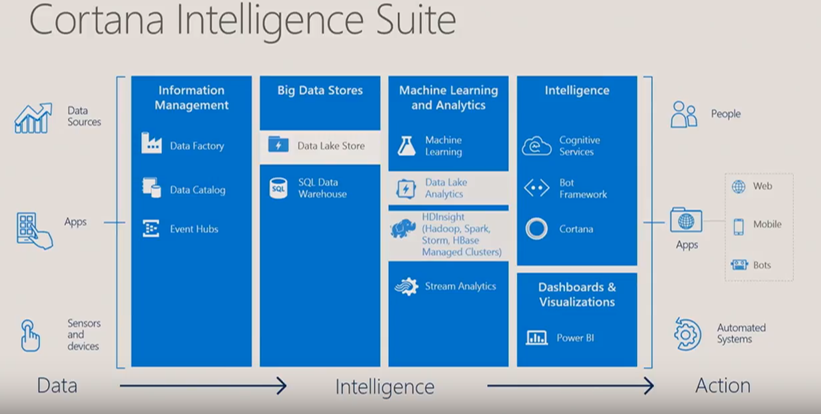 Cortana Intelligence Suite
Data
Sources
Apps
Sensors
and
devices
Information
Management
Data Factory
Data Catalog
Event Hubs
Big Data Stores
Data Lake Store
SQL
SQL Data
Warehouse
Machine Learning
and Analytics
Machine
Learning
Data Lake
Analytics
HDInsight
(Hadoop, Spark,
Storm, HBase
Managed Clusters)
Stream Analytics
Intelligence
Cognitive
Services
Bot
Framework
Cortana
Dashboards &
Visualizations
Power BI
People
Apps
Web
Mobile
Bots
Automated
Systems
Data
Intelligence
Action